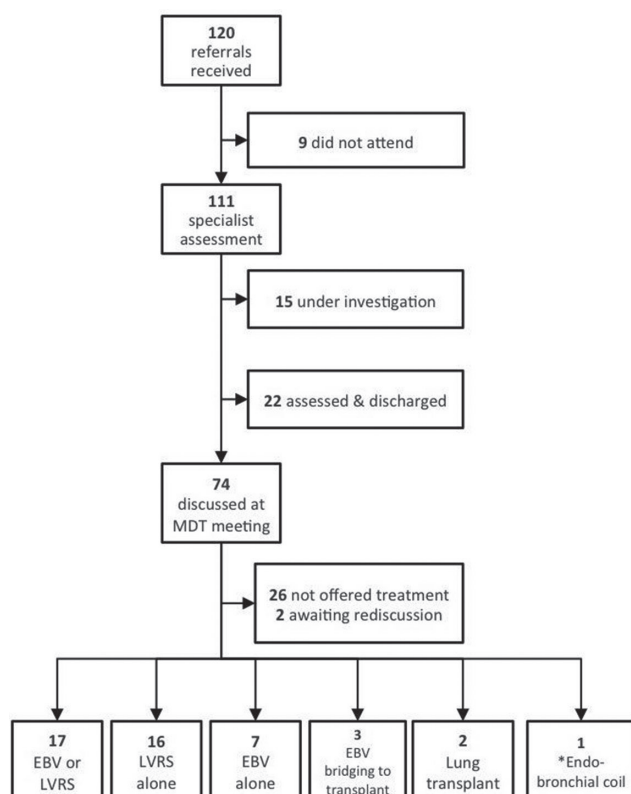 120
referrals
received
9 did not attend
111
specialist
assessment
15 under investigation
22 assessed & discharged
74
discussed at
MDT meeting
26 not offered treatment
2 awaiting rediscussion
17
EBV or
LVRS
16
LVRS
alone
7
EBV
alone
3
EBV
bridging to
transplant
2
Lung
transplant
1
*Endo-
bronchial coil